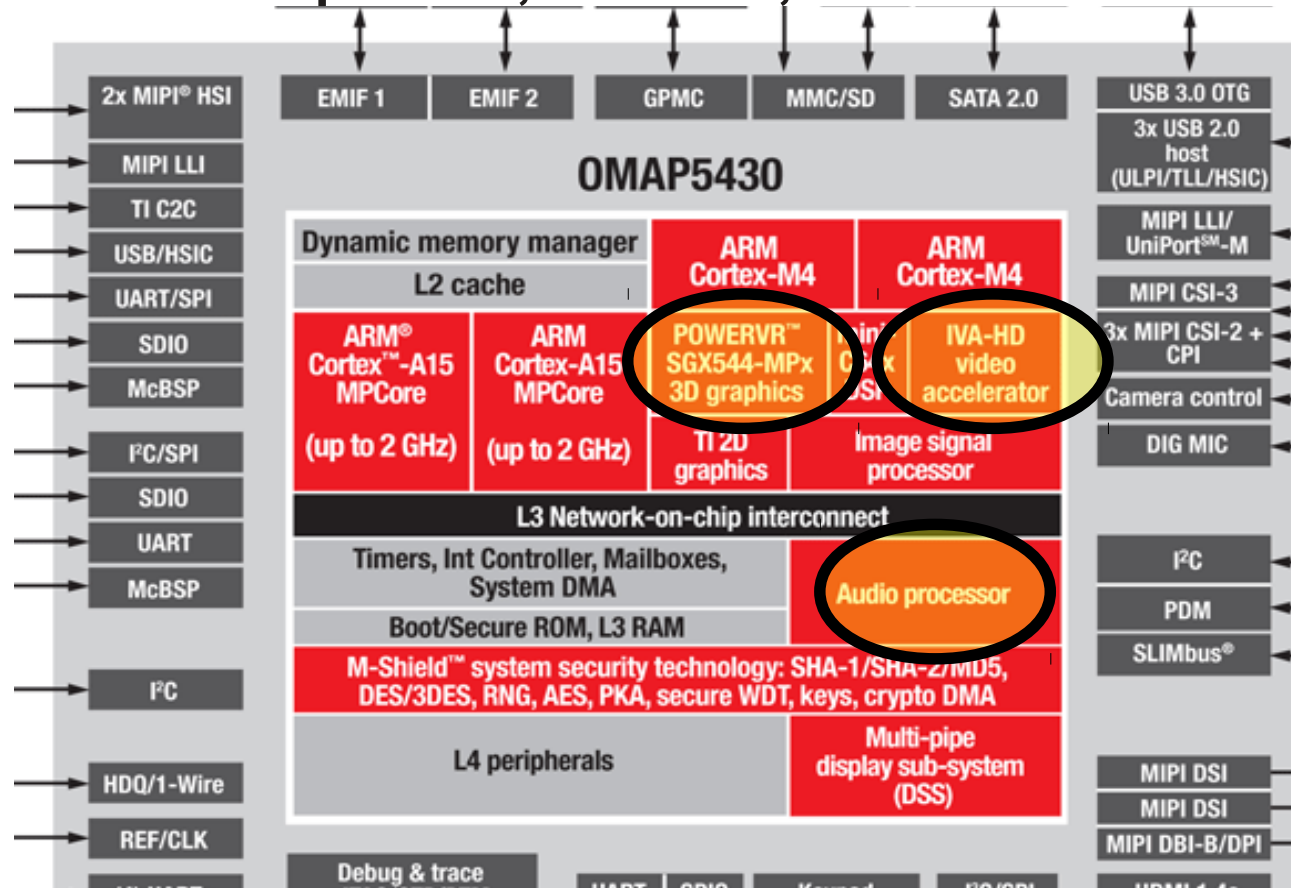 EMIF 1
EMIF 2
GPMC
MMC/SD
SATA 2.0
2x MIPI® HSI
MIPI LLI
TI C2C
USB/HSIC
UART/SPI
SDIO
McBSP
I²C/SPI
SDIO
UART
McBSP
I²C
HDQ/1-Wire
REF/CLK
OMAP5430
Dynamic memory manager
L2 cache
ARM
Cortex-M4
ARM
Cortex-M4
ARM®
Cortex™-A15
MPCore
(up to 2 GHz)
ARM
Cortex-A15
MPCore
(up to 2 GHz)
POWERVR™
SGX544-MPx
3D graphics
IVA-HD
video
accelerator
TI 2D
graphics
Image signal
processor
L3 Network-on-chip interconnect
Timers, Int Controller, Mailboxes,
System DMA
Boot/Secure ROM, L3 RAM
Audio processor
M-Shield™ system security technology: SHA-1/SHA-2/MD5,
DES/3DES, RNG, AES, PKA, secure WDT, keys, crypto DMA
L4 peripherals
Multi-pipe
display sub-system
(DSS)
Debug & trace
USB 3.0 OTG
3x USB 2.0
host
(ULPI/TLL/HSIC)
MIPI LLI/
UniPort℠-M
MIPI CSI-3
3x MIPI CSI-2 +
CPI
Camera control
DIG MIC
I²C
PDM
SLIMbus®
MIPI DSI
MIPI DSI
MIPI DBI-B/DPI